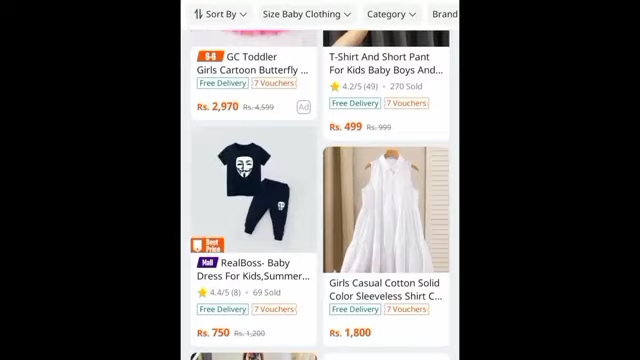 Sort By
Size Baby Clothing
Category
Brand
6-6 GC Toddler
Girls Cartoon Butterfly ...
Free Delivery 7 Vouchers
Rs. 2,970 Rs. 4,599 Ad
T-Shirt And Short Pant
For Kids Baby Boys And...
4.2/5 (49) • 270 Sold
Free Delivery 7 Vouchers
Rs. 499 Rs. 999
Best
Price
Mall RealBoss- Baby
Dress For Kids,Summer...
4.4/5 (8) • 69 Sold
Free Delivery 7 Vouchers
Rs. 750 Rs. 1,200
Girls Casual Cotton Solid
Color Sleeveless Shirt C...
Free Delivery 7 Vouchers
Rs. 1,800